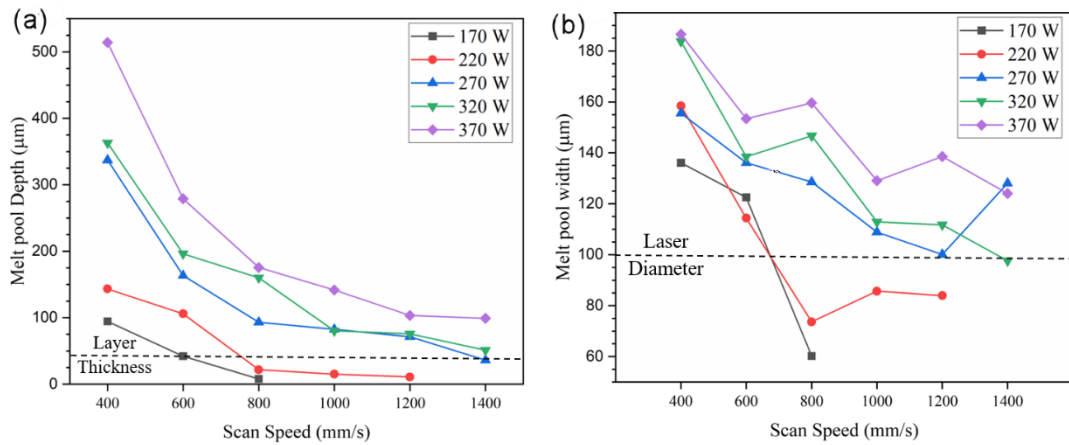 (a)
170 W
220 W
270 W
320 W
370 W
500
400
300
200
100
0
Melt pool Depth (µm)
Layer
Thickness
400 600 800 1000 1200 1400
Scan Speed (mm/s)
(b)
170 W
220 W
270 W
320 W
370 W
180
160
140
120
100
80
60
Melt pool width (µm)
Laser
Diameter
400 600 800 1000 1200 1400
Scan Speed (mm/s)